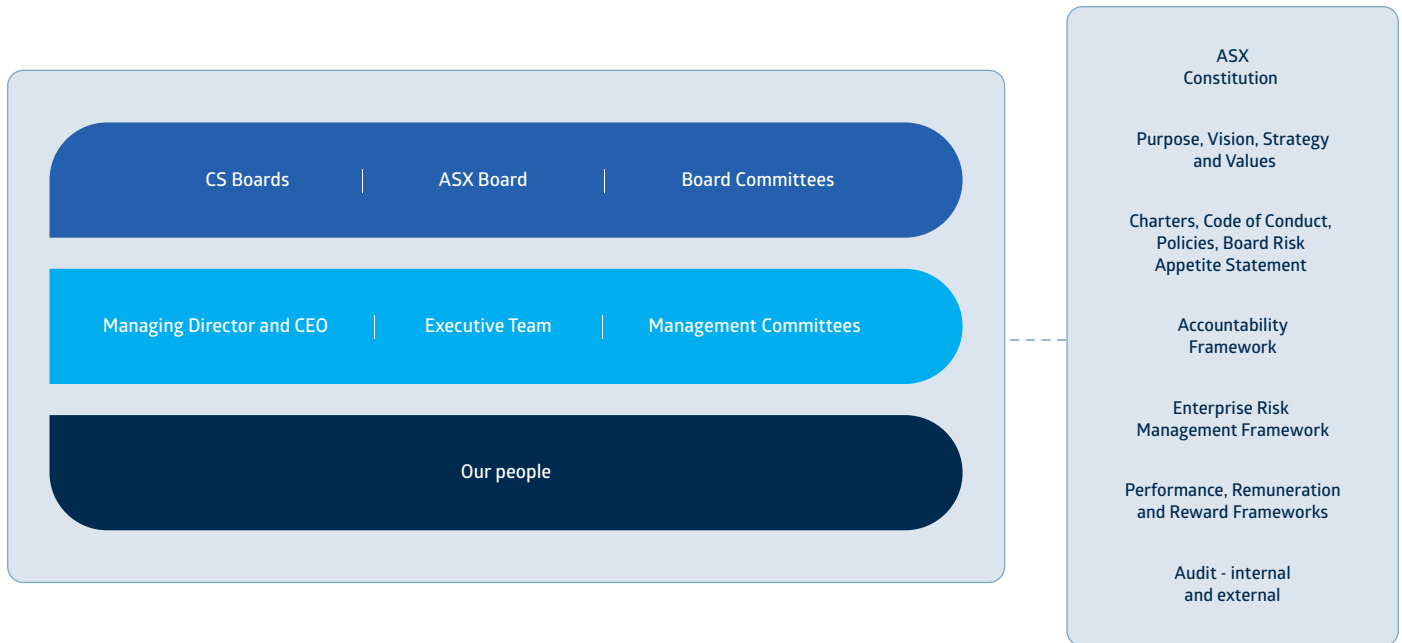 CS Boards
ASX Board
Board Committees
Managing Director and CEO
Executive Team
Management Committees
Our people
ASX
Constitution
Purpose, Vision, Strategy
and Values
Charters, Code of Conduct,
Policies, Board Risk
Appetite Statement
Accountability
Framework
Enterprise Risk
Management Framework
Performance, Remuneration
and Reward Frameworks
Audit - internal
and external